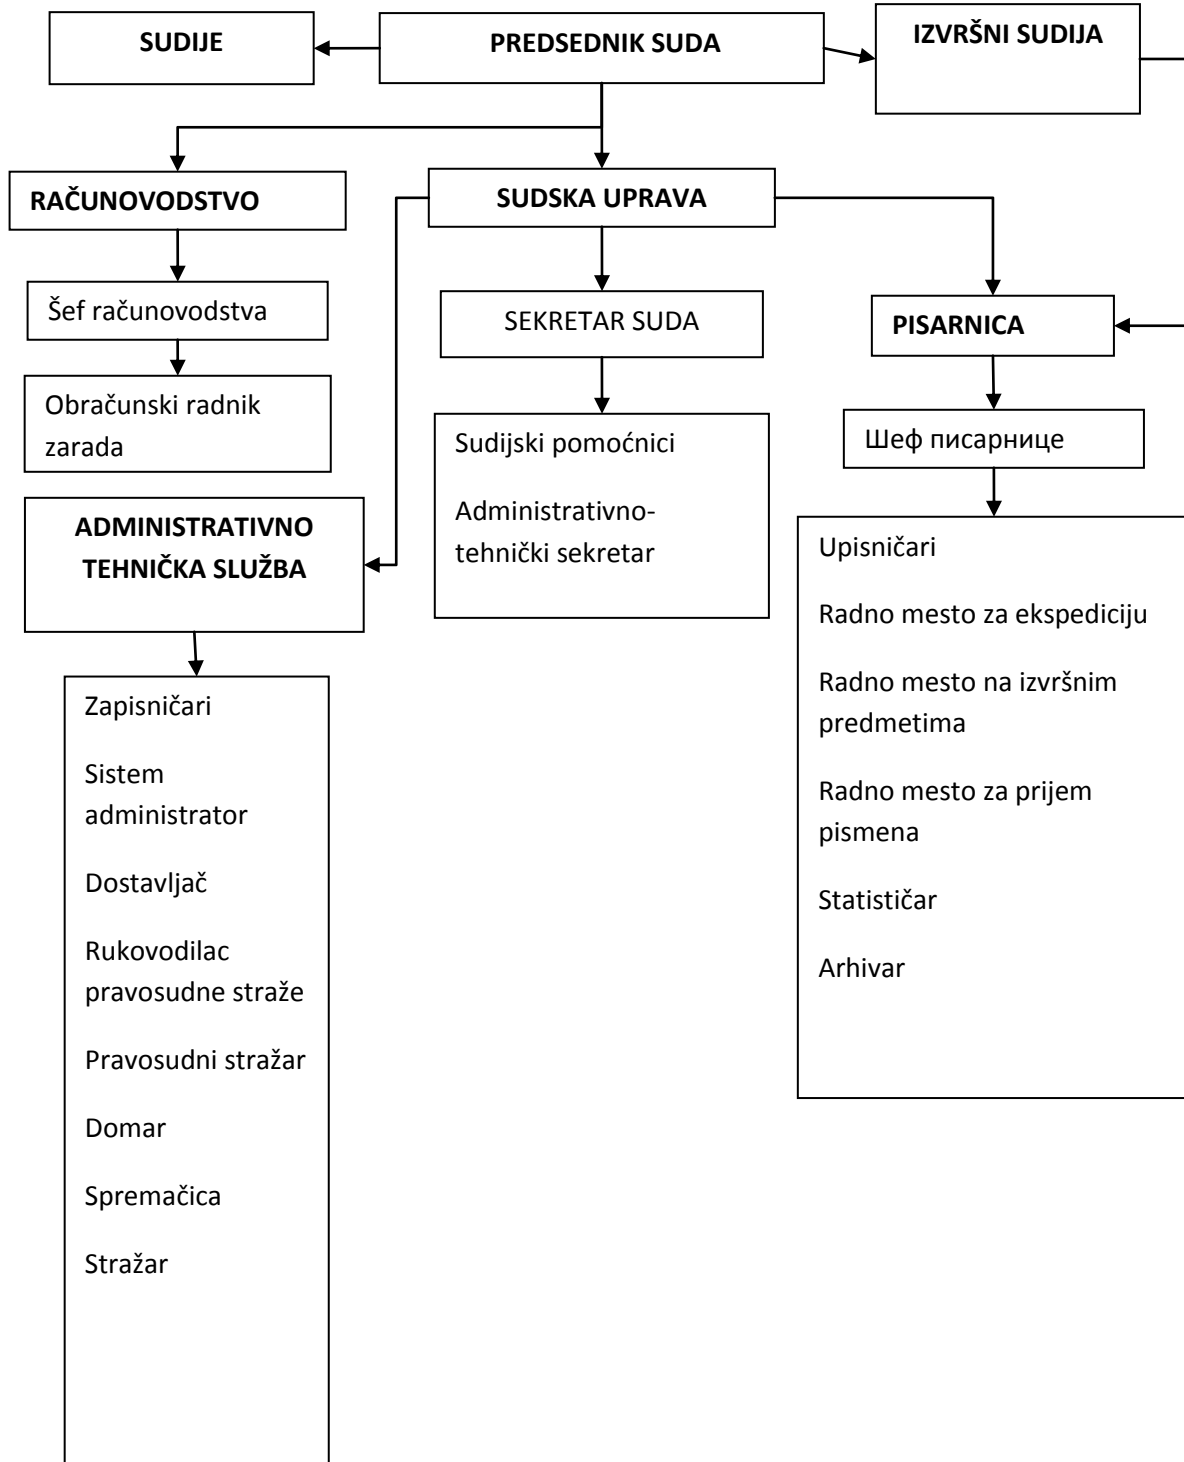 SUDIJE
PREDSEDNIK SUDA
IZVRŠNI SUDIJA
RAČUNOVODSTVO
SUDSKA UPRAVA
Šef računovodstva
SEKRETAR SUDA
PISARNICA
Obračunski radnik
zarada
Sudijski pomoćnici
Administrativno-
tehnički sekretar
Шеф писарнице
ADMINISTRATIVNO
TEHNIČKA SLUŽBA
Upisničari
Radno mesto za ekspediciju
Radno mesto na izvršnim
predmetima
Radno mesto za prijem
pismena
Statističar
Arhivar
Zapisničari
Sistem
administrator
Dostavljač
Rukovodilac
pravosudne straže
Pravosudni stražar
Domar
Spremačica
Stražar